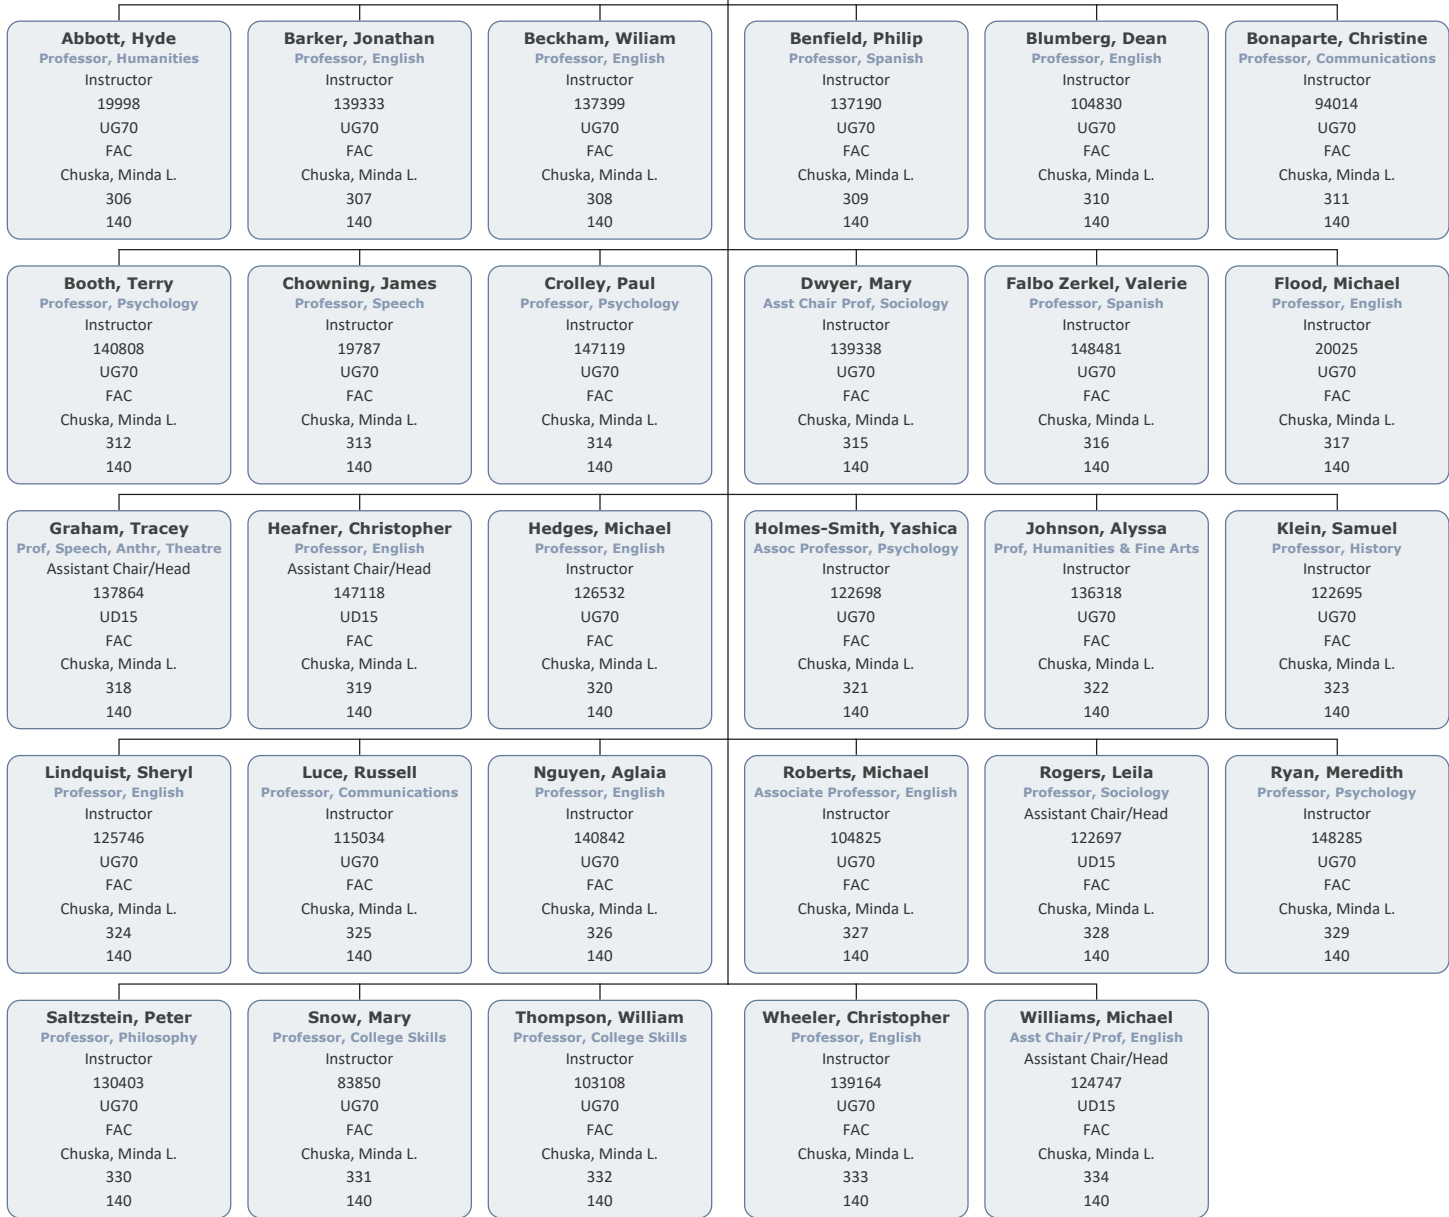 Abbott, Hyde
Professor, Humanities
Instructor
19998
UG70
FAC
Chuska, Minda L.
306
140
Barker, Jonathan
Professor, English
Instructor
139333
UG70
FAC
Chuska, Minda L.
307
140
Beckham, Wiliam
Professor, English
Instructor
137399
UG70
FAC
Chuska, Minda L.
308
140
Benfield, Philip
Professor, Spanish
Instructor
137190
UG70
FAC
Chuska, Minda L.
309
140
Blumberg, Dean
Professor, English
Instructor
104830
UG70
FAC
Chuska, Minda L.
310
140
Bonaparte, Christine
Professor, Communications
Instructor
94014
UG70
FAC
Chuska, Minda L.
311
140
Booth, Terry
Professor, Psychology
Instructor
140808
UG70
FAC
Chuska, Minda L.
312
140
Chowning, James
Professor, Speech
Instructor
19787
UG70
FAC
Chuska, Minda L.
313
140
Crolley, Paul
Professor, Psychology
Instructor
147119
UG70
FAC
Chuska, Minda L.
314
140
Dwyer, Mary
Asst Chair Prof, Sociology
Instructor
139338
UG70
FAC
Chuska, Minda L.
315
140
Falbo Zerkel, Valerie
Professor, Spanish
Instructor
148481
UG70
FAC
Chuska, Minda L.
316
140
Flood, Michael
Professor, English
Instructor
20025
UG70
FAC
Chuska, Minda L.
317
140
Graham, Tracey
Prof, Speech, Anthr, Theatre
Assistant Chair/Head
137864
UD15
FAC
Chuska, Minda L.
318
140
Heafner, Christopher
Professor, English
Assistant Chair/Head
147118
UD15
FAC
Chuska, Minda L.
319
140
Hedges, Michael
Professor, English
Instructor
126532
UG70
FAC
Chuska, Minda L.
320
140
Holmes-Smith, Yashica
Assoc Professor, Psychology
Instructor
122698
UG70
FAC
Chuska, Minda L.
321
140
Johnson, Alyssa
Prof, Humanities & Fine Arts
Instructor
136318
UG70
FAC
Chuska, Minda L.
322
140
Klein, Samuel
Professor, History
Instructor
122695
UG70
FAC
Chuska, Minda L.
323
140
Lindquist, Sheryl
Professor, English
Instructor
125746
UG70
FAC
Chuska, Minda L.
324
140
Luce, Russell
Professor, Communications
Instructor
115034
UG70
FAC
Chuska, Minda L.
325
140
Nguyen, Aglaia
Professor, English
Instructor
140842
UG70
FAC
Chuska, Minda L.
326
140
Roberts, Michael
Associate Professor, English
Instructor
104825
UG70
FAC
Chuska, Minda L.
327
140
Rogers, Leila
Professor, Sociology
Assistant Chair/Head
122697
UD15
FAC
Chuska, Minda L.
328
140
Ryan, Meredith
Professor, Psychology
Instructor
148285
UG70
FAC
Chuska, Minda L.
329
140
Saltzstein, Peter
Professor, Philosophy
Instructor
130403
UG70
FAC
Chuska, Minda L.
330
140
Snow, Mary
Professor, College Skills
Instructor
83850
UG70
FAC
Chuska, Minda L.
331
140
Thompson, William
Professor, College Skills
Instructor
103108
UG70
FAC
Chuska, Minda L.
332
140
Wheeler, Christopher
Professor, English
Instructor
139164
UG70
FAC
Chuska, Minda L.
333
140
Williams, Michael
Asst Chair/Prof, English
Assistant Chair/Head
124747
UD15
FAC
Chuska, Minda L.
334
140